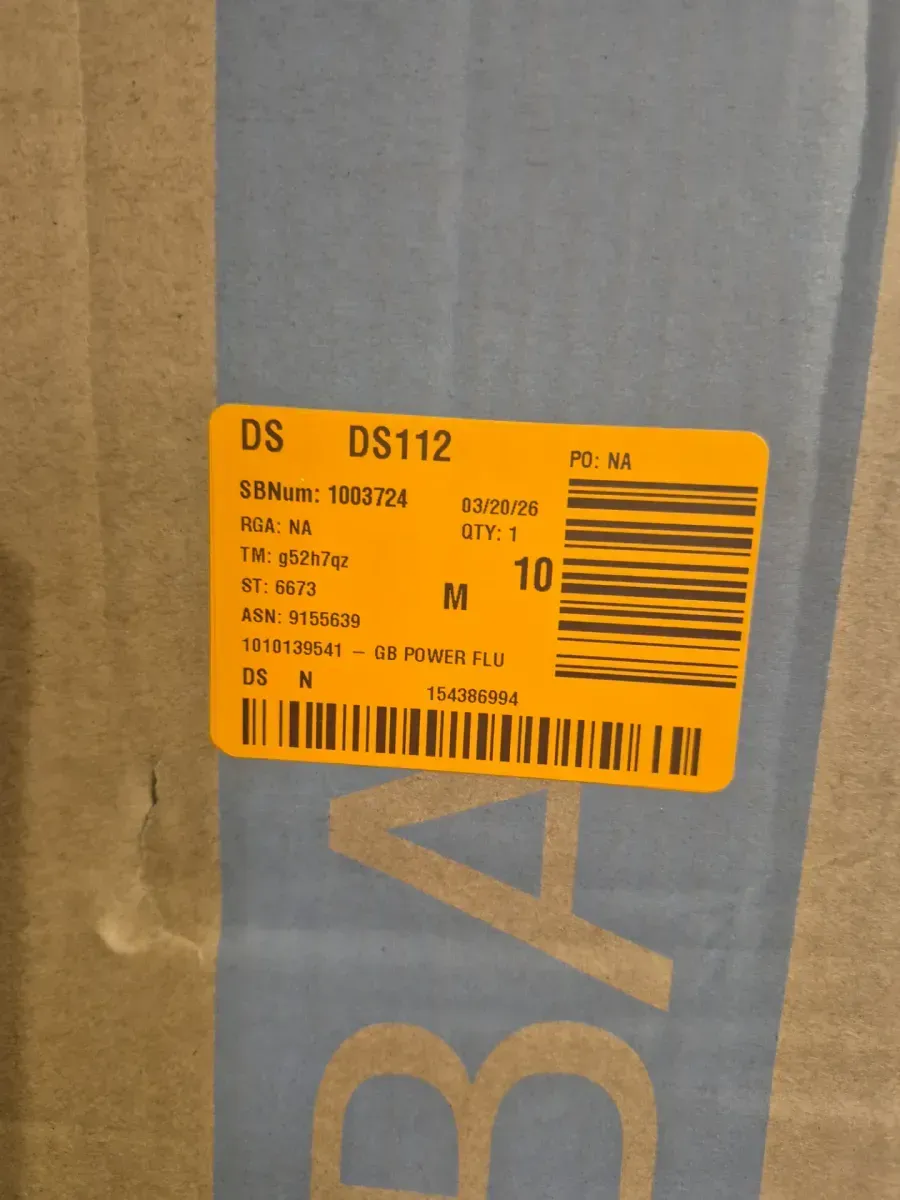 DS DS112
PO: NA
SBNum: 1003724 03/20/26
RGA: NA QTY: 1
TM: g52h7qz
ST: 6673 M 10
ASN: 9155639
1010139541 – GB POWER FLU
DS N 154386994
BA